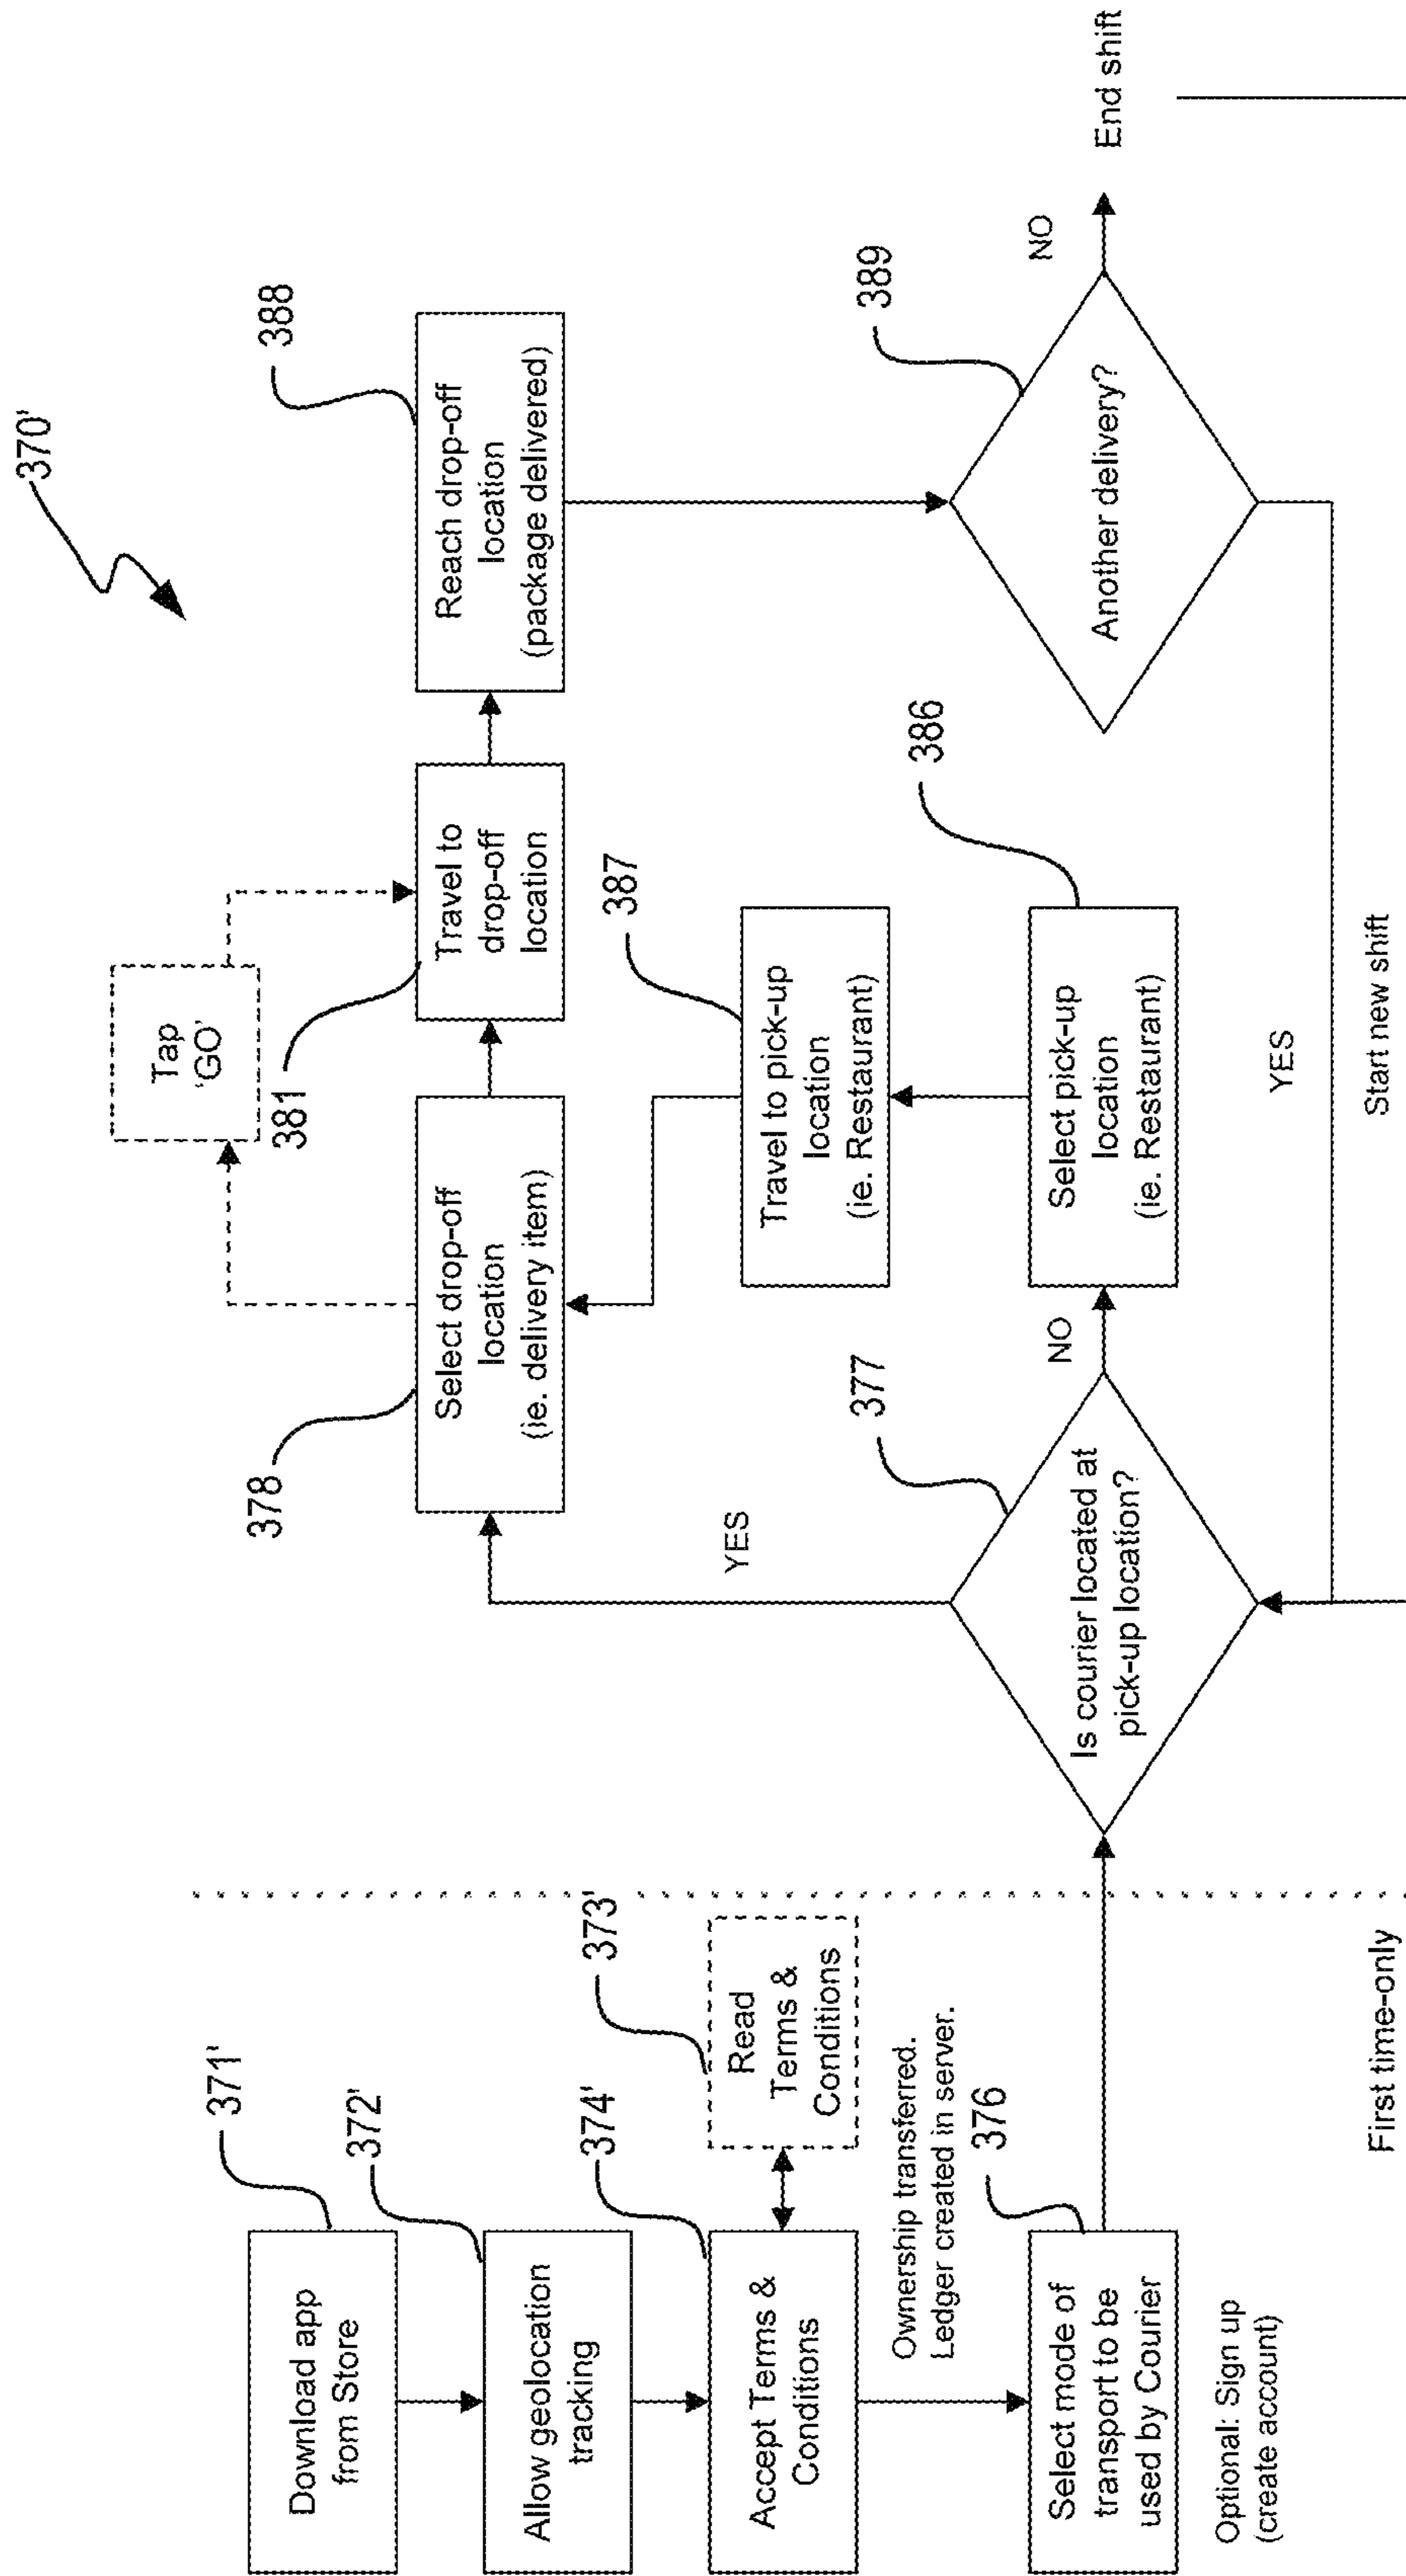 370'
371'
Download app
from Store
372'
Allow geolocation
tracking
374'
Accept Terms &
Conditions
373'
Read
Terms &
Conditions
Ownership transferred.
Ledger created in server.
376
Select mode of
transport to be
used by Courier
Optional: Sign up
(create account)
First time-only
377
Is courier located at
pick-up location?
YES
NO
378
Select drop-off
location
(ie. delivery item)
Tap
'GO'
381
Travel to
drop-off
location
387
Travel to pick-up
location
(ie. Restaurant)
386
Select pick-up
location
(ie. Restaurant)
388
Reach drop-off
location
(package delivered)
389
Another delivery?
NO
End shift
YES
Start new shift